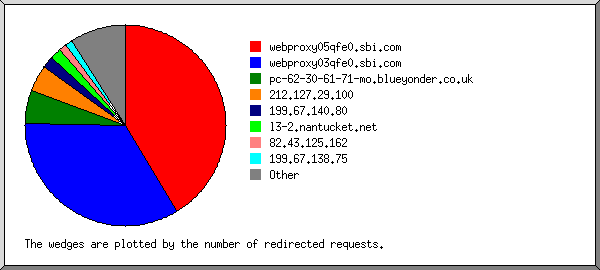 webproxy05qfe0.sbi.com
webproxy03qfe0.sbi.com
pc-62-30-61-71-mo.blueyonder.co.uk
212.127.29.100
199.67.140.80
l3-2.nantucket.net
82.43.125.162
199.67.138.75
Other
The wedges are plotted by the number of redirected requests.